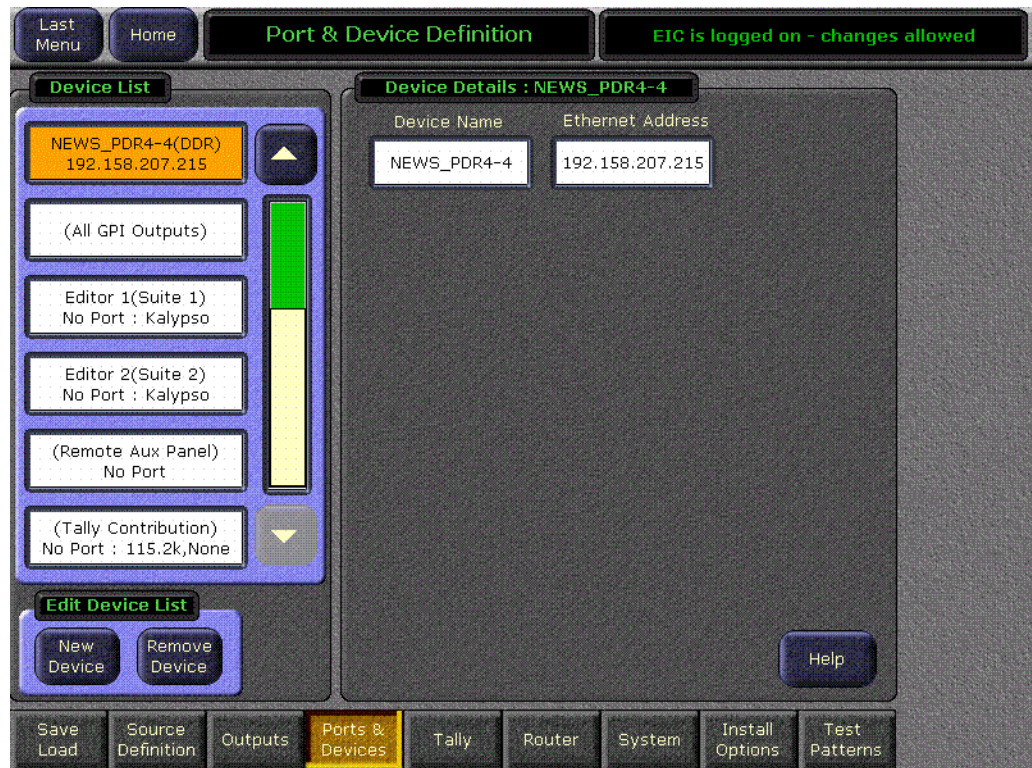 Last
Menu
Home
Port & Device Definition
EIC is logged on - changes allowed
Device List
NEWS_PDR4-4(DDR)
192.158.207.215
(All GPI Outputs)
Editor 1(Suite 1)
No Port : Kalypso
Editor 2(Suite 2)
No Port : Kalypso
(Remote Aux Panel)
No Port
(Tally Contribution)
No Port : 115.2k,None
Edit Device List
New
Device
Remove
Device
Device Details : NEWS_PDR4-4
Device Name
Ethernet Address
NEWS_PDR4-4
192.158.207.215
Help
Save
Load
Source
Definition
Outputs
Ports &
Devices
Tally
Router
System
Install
Options
Test
Patterns